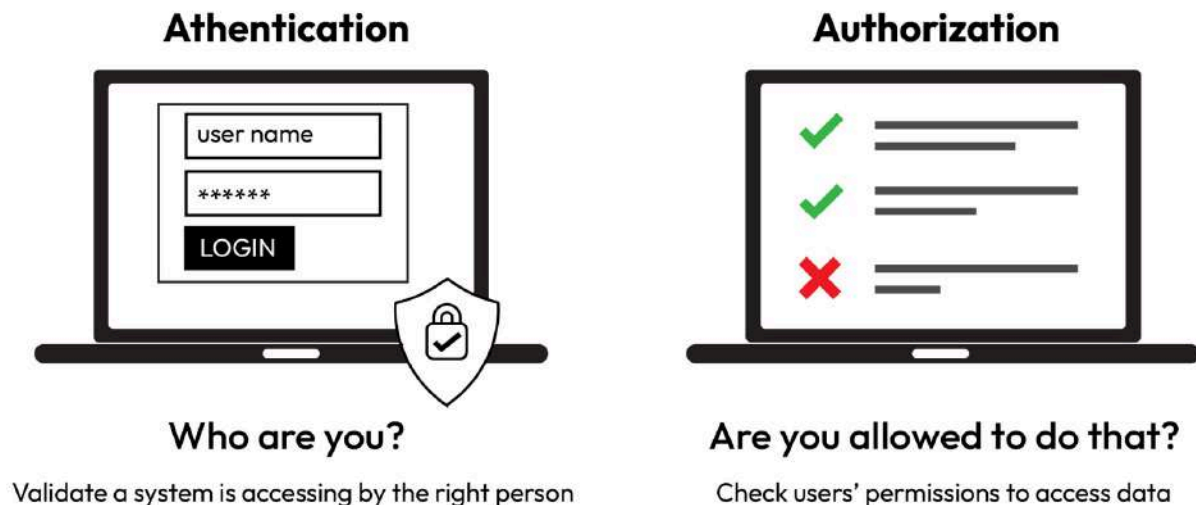 Athentication
user name
******
LOGIN
Who are you?
Validate a system is accessing by the right person
Authorization
Are you allowed to do that?
Check users' permissions to access data